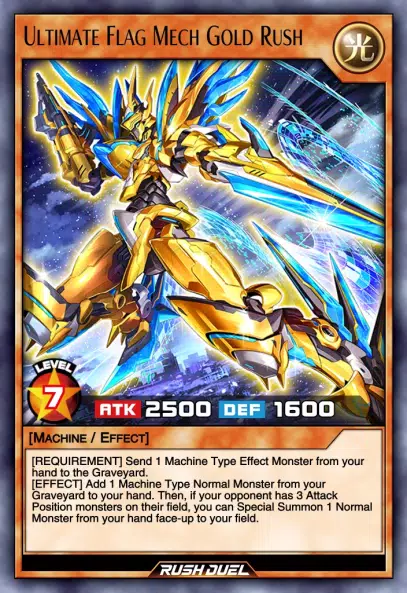 Ultimate Flag Mech Gold Rush
光
LEVEL
7
ATK 2500 DEF 1600
[Machine / Effect]
[REQUIREMENT] Send 1 Machine Type Effect Monster from your
hand to the Graveyard.
[EFFECT] Add 1 Machine Type Normal Monster from your
Graveyard to your hand. Then, if your opponent has 3 Attack
Position monsters on their field, you can Special Summon 1 Normal
Monster from your hand face-up to your field.
RUSH DUEL